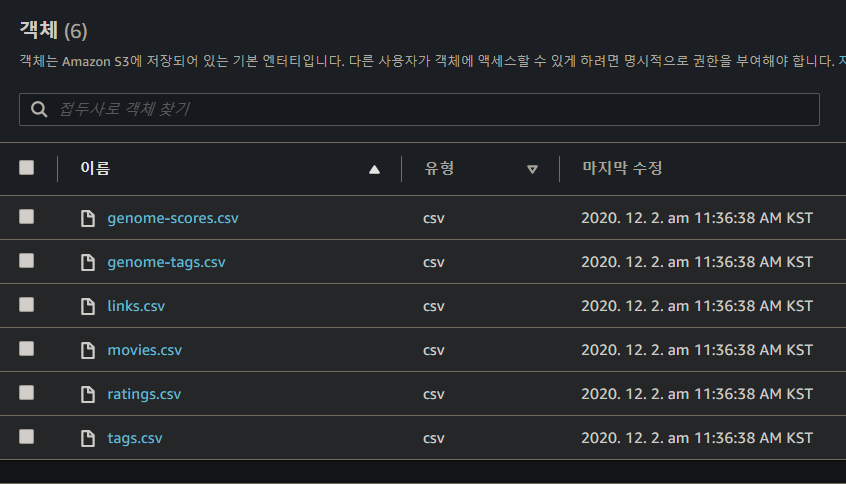 객체 (6)
객체는 Amazon S3에 저장되어 있는 기본 엔터티입니다. 다른 사용자가 객체에 액세스할 수 있게 하려면 명시적으로 권한을 부여해야 합니다.
접두사로 객체 찾기
이름 유형 마지막 수정
genome-scores.csv csv 2020. 12. 2. am 11:36:38 AM KST
genome-tags.csv csv 2020. 12. 2. am 11:36:38 AM KST
links.csv csv 2020. 12. 2. am 11:36:38 AM KST
movies.csv csv 2020. 12. 2. am 11:36:38 AM KST
ratings.csv csv 2020. 12. 2. am 11:36:38 AM KST
tags.csv csv 2020. 12. 2. am 11:36:38 AM KST